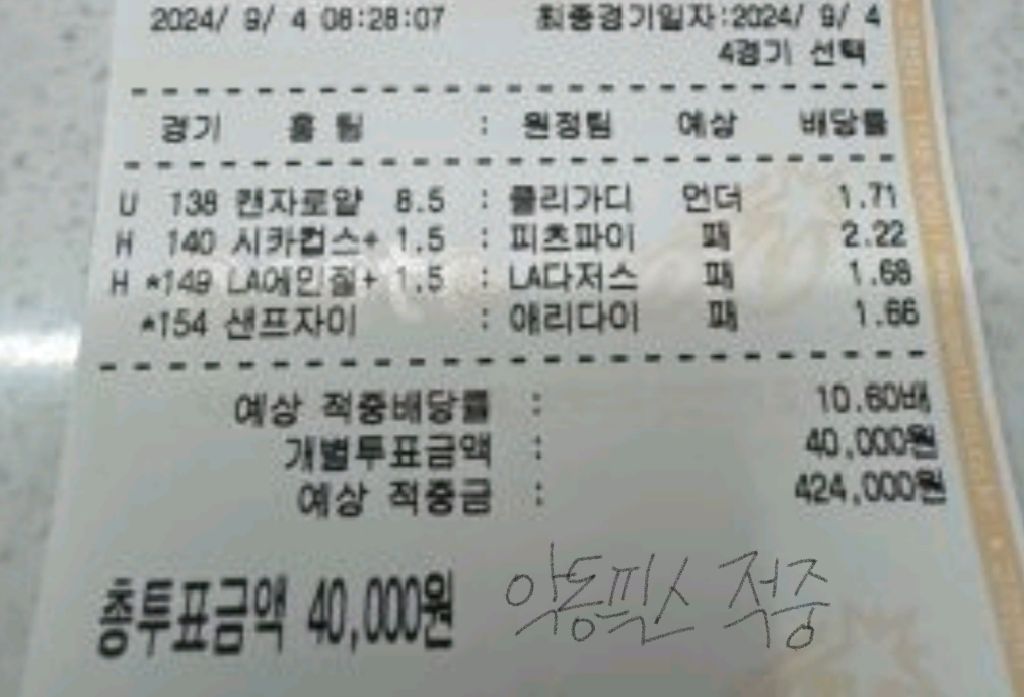 2024/ 9/ 4 08:28:07 최종경기일자:2024/ 9/ 4
4경기 선택
경기 홈 팀 : 원정팀 예상 배당률
U 138 캔자로얄 8.5 : 클리가디 언더 1.71
H 140 시카컵스+ 1.5 : 피츠파이 패 2.22
H *149 LA에인절+ 1.5 : LA다저스 패 1.68
*154 샌프자이 : 애리다이 패 1.66
예상 적중배당률 : 10.60배
개별투표금액 : 40,000원
예상 적중금 : 424,000원
총투표금액 40,000원 악동픽스 적중